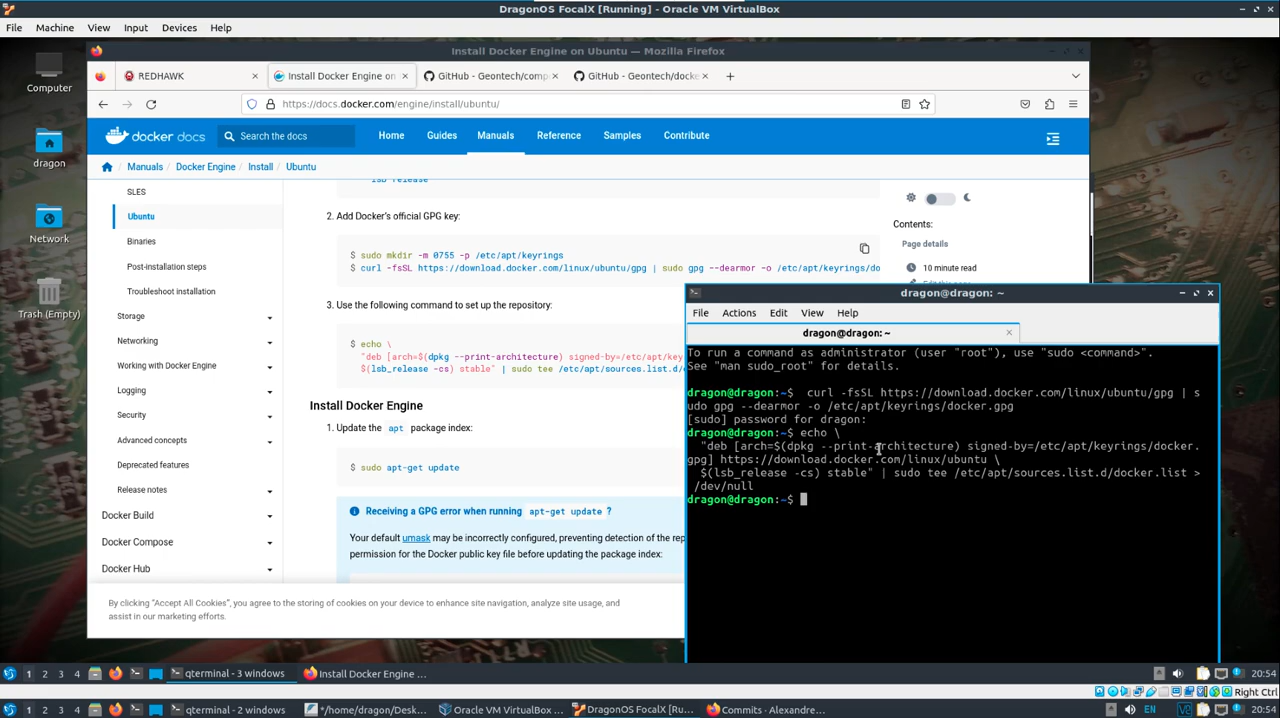 DragonOS FocalX [Running] - Oracle VM VirtualBox
File Machine View Input Devices Help
Computer
dragon
Network
Trash (Empty)
Install Docker Engine on Ubuntu — Mozilla Firefox
REDHAWK
Install Docker Engine on
GitHub - Geontech/comp
GitHub - Geontech/docke
https://docs.docker.com/engine/install/ubuntu/
docker docs
Search the docs
Home Guides Manuals Reference Samples Contribute
Manuals / Docker Engine / Install / Ubuntu
SLES
Ubuntu
Binaries
Post-installation steps
Troubleshoot installation
Storage
Networking
Working with Docker Engine
Logging
Security
Advanced concepts
Deprecated features
Release notes
Docker Build
Docker Compose
Docker Hub
lsb-release
2. Add Docker's official GPG key:
$ sudo mkdir -m 0755 -p /etc/apt/keyrings
$ curl -fsSL https://download.docker.com/linux/ubuntu/gpg | sudo gpg --dearmor -o /etc/apt/keyrings/do
3. Use the following command to set up the repository:
$ echo \
"deb [arch=$(dpkg --print-architecture) signed-by=/etc/apt/key
$(lsb_release -cs) stable" | sudo tee /etc/apt/sources.list.d/
Install Docker Engine
1. Update the apt package index:
$ sudo apt-get update
Receiving a GPG error when running apt-get update ?
Your default umask may be incorrectly configured, preventing detection of the rep
permission for the Docker public key file before updating the package index:
Contents:
Page details
10 minute read
By clicking "Accept All Cookies", you agree to the storing of cookies on your device to enhance site navigation, analyze site usage, and
assist in our marketing efforts.
dragon@dragon: ~
File Actions Edit View Help
dragon@dragon: ~
To run a command as administrator (user "root"), use "sudo <command>".
See "man sudo_root" for details.
dragon@dragon:~$  curl -fsSL https://download.docker.com/linux/ubuntu/gpg | s
udo gpg --dearmor -o /etc/apt/keyrings/docker.gpg
[sudo] password for dragon:
dragon@dragon:~$ echo \
"deb [arch=$(dpkg --print-architecture) signed-by=/etc/apt/keyrings/docker.
gpg] https://download.docker.com/linux/ubuntu \
$(lsb_release -cs) stable" | sudo tee /etc/apt/sources.list.d/docker.list >
/dev/null
dragon@dragon:~$
1 2 3 4 qterminal - 3 windows Install Docker Engine ... 20:54
Right Ctrl
1 2 3 4 qterminal - 2 windows */home/dragon/Desk... Oracle VM VirtualBox ... DragonOS FocalX [Ru... Commits - Alexandre... EN 20:54